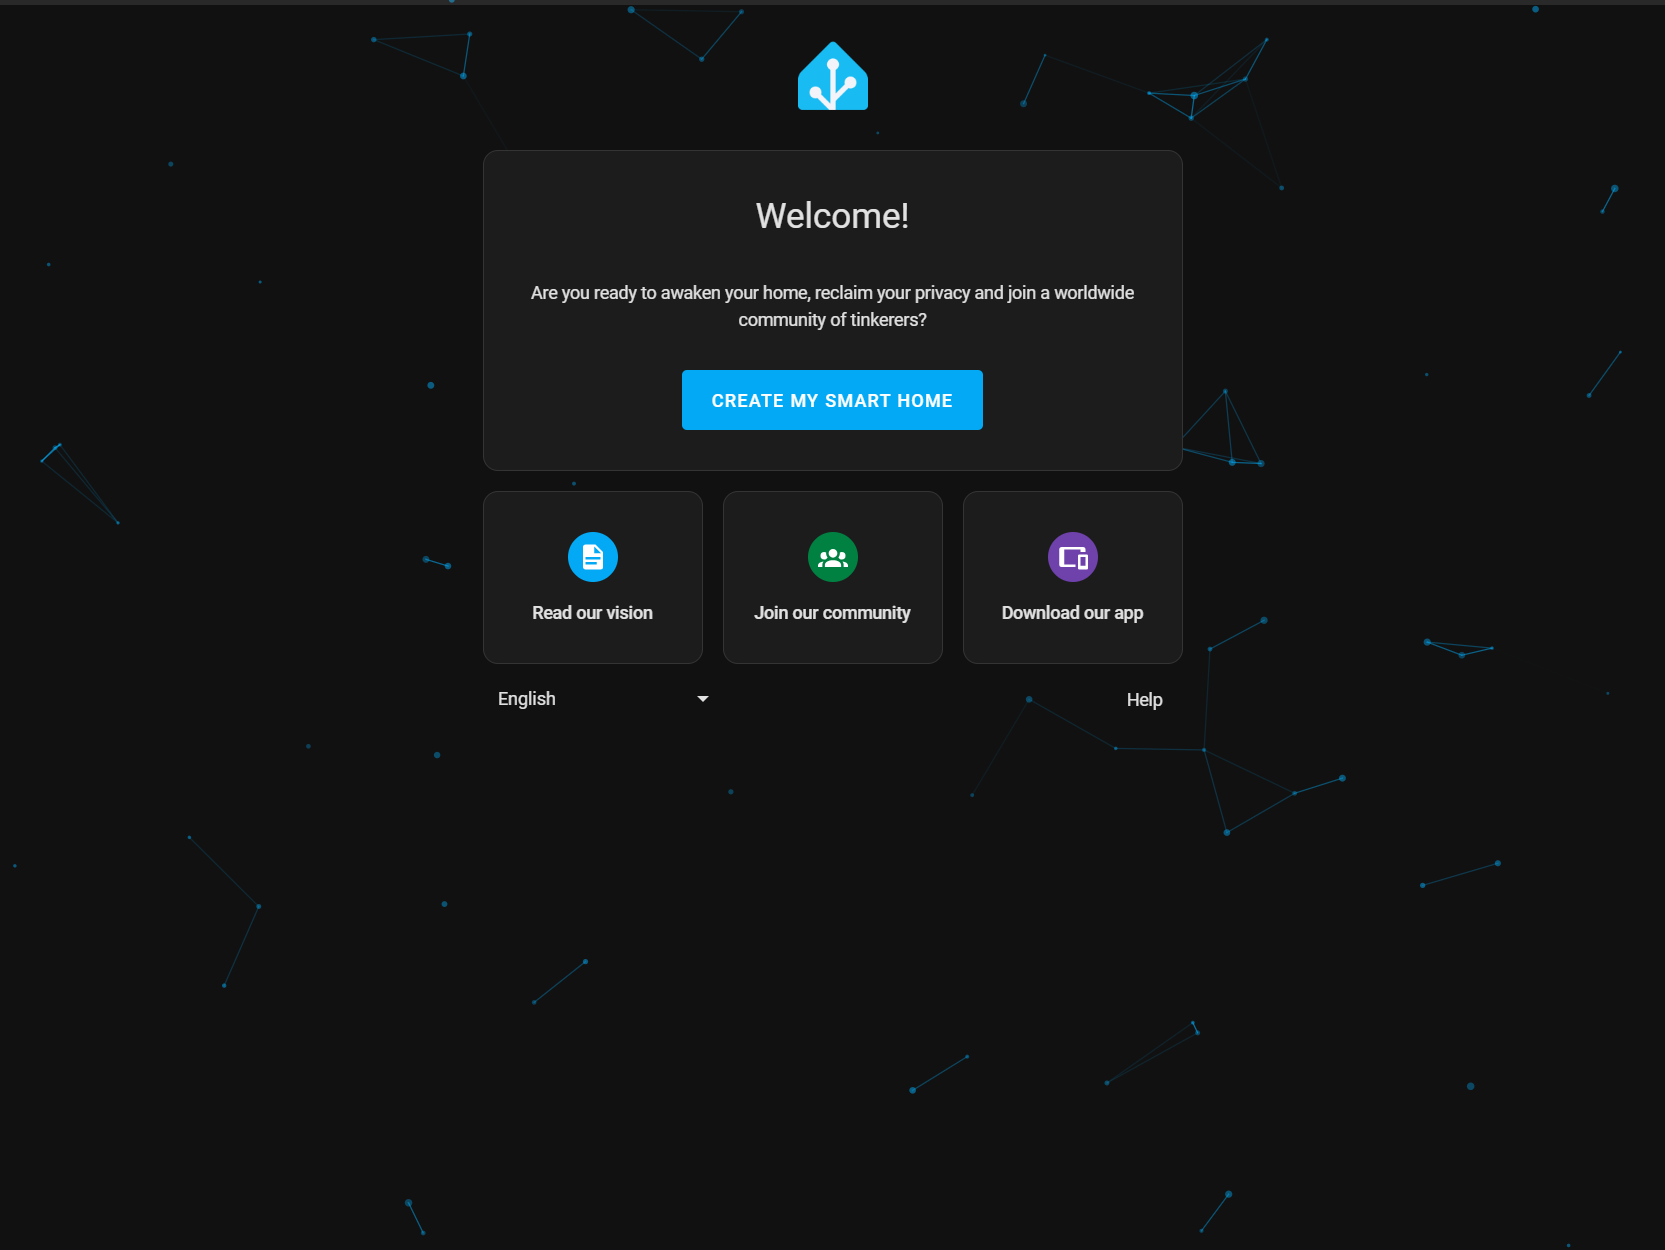 Welcome!
Are you ready to awaken your home, reclaim your privacy and join a worldwide
community of tinkerers?
CREATE MY SMART HOME
Read our vision
Join our community
Download our app
English
Help